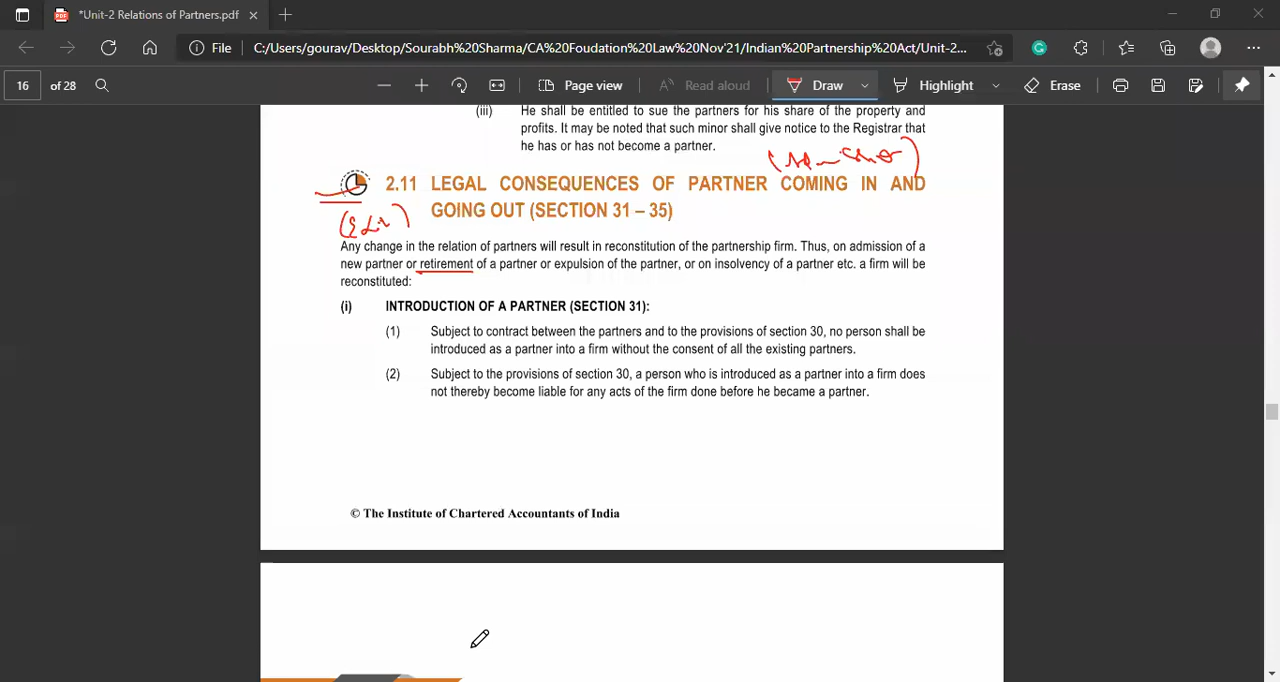 *Unit-2 Relations of Partners.pdf
File C:/Users/gourav/Desktop/Sourabh%20Sharma/CA%20Foudation%20Law%20Nov'21/Indian%20Partnership%20Act/Unit-2...
16 of 28 Page view Read aloud Draw Highlight Erase
(iii) He shall be entitled to sue the partners for his share of the property and
profits. It may be noted that such minor shall give notice to the Registrar that
he has or has not become a partner.
2.11 LEGAL CONSEQUENCES OF PARTNER COMING IN AND
GOING OUT (SECTION 31 – 35)
Any change in the relation of partners will result in reconstitution of the partnership firm. Thus, on admission of a
new partner or retirement of a partner or expulsion of the partner, or on insolvency of a partner etc. a firm will be
reconstituted:
(i) INTRODUCTION OF A PARTNER (SECTION 31):
(1) Subject to contract between the partners and to the provisions of section 30, no person shall be
introduced as a partner into a firm without the consent of all the existing partners.
(2) Subject to the provisions of section 30, a person who is introduced as a partner into a firm does
not thereby become liable for any acts of the firm done before he became a partner.
© The Institute of Chartered Accountants of India